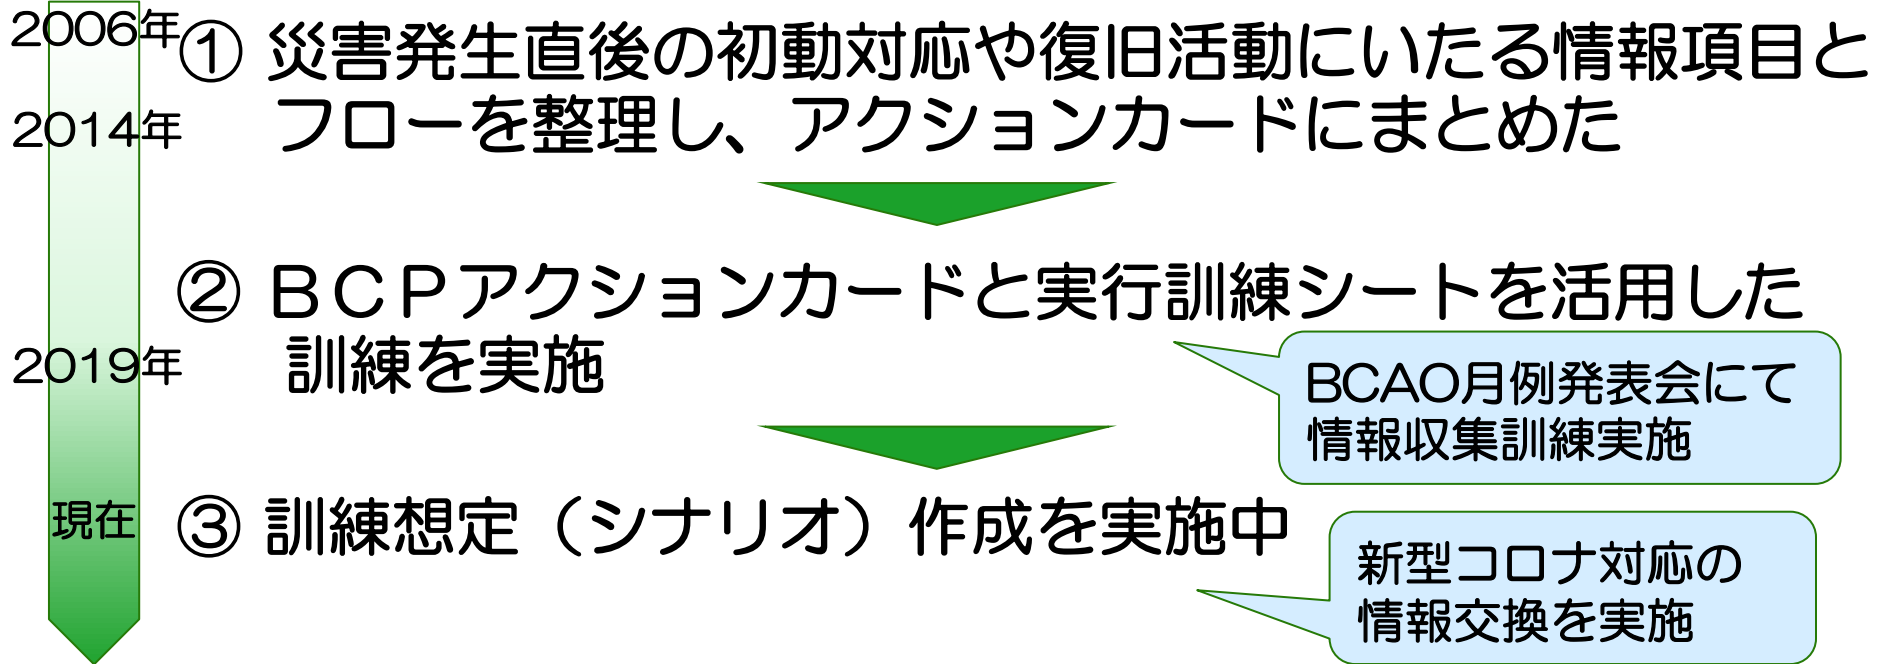 2006年
① 災害発生直後の初動対応や復旧活動にいたる情報項目と
2014年
フローを整理し、アクションカードにまとめた
② ＢＣＰアクションカードと実行訓練シートを活用した
2019年
訓練を実施
BCAO月例発表会にて
情報収集訓練実施
現在
③ 訓練想定（シナリオ）作成を実施中
新型コロナ対応の
情報交換を実施